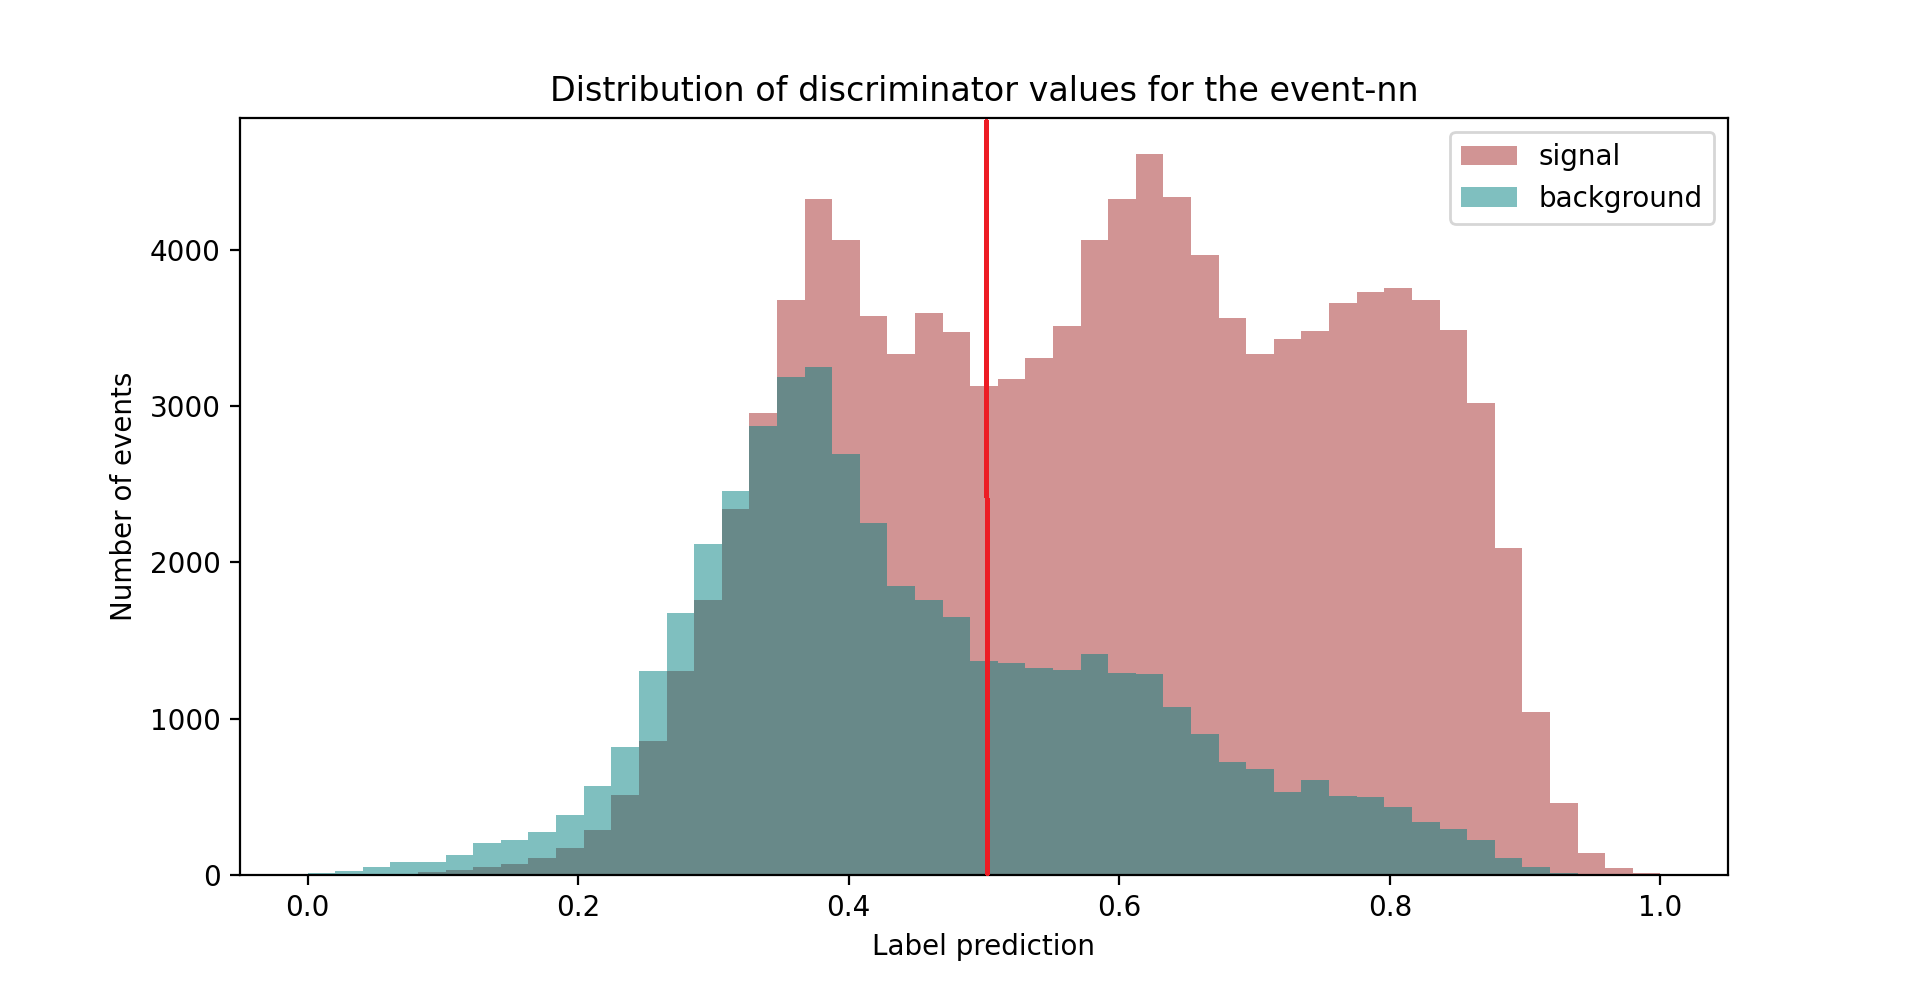 Distribution of discriminator values for the event-nn
signal
background
Number of events
4000
3000
2000
1000
0
0.0 0.2 0.4 0.6 0.8 1.0
Label prediction